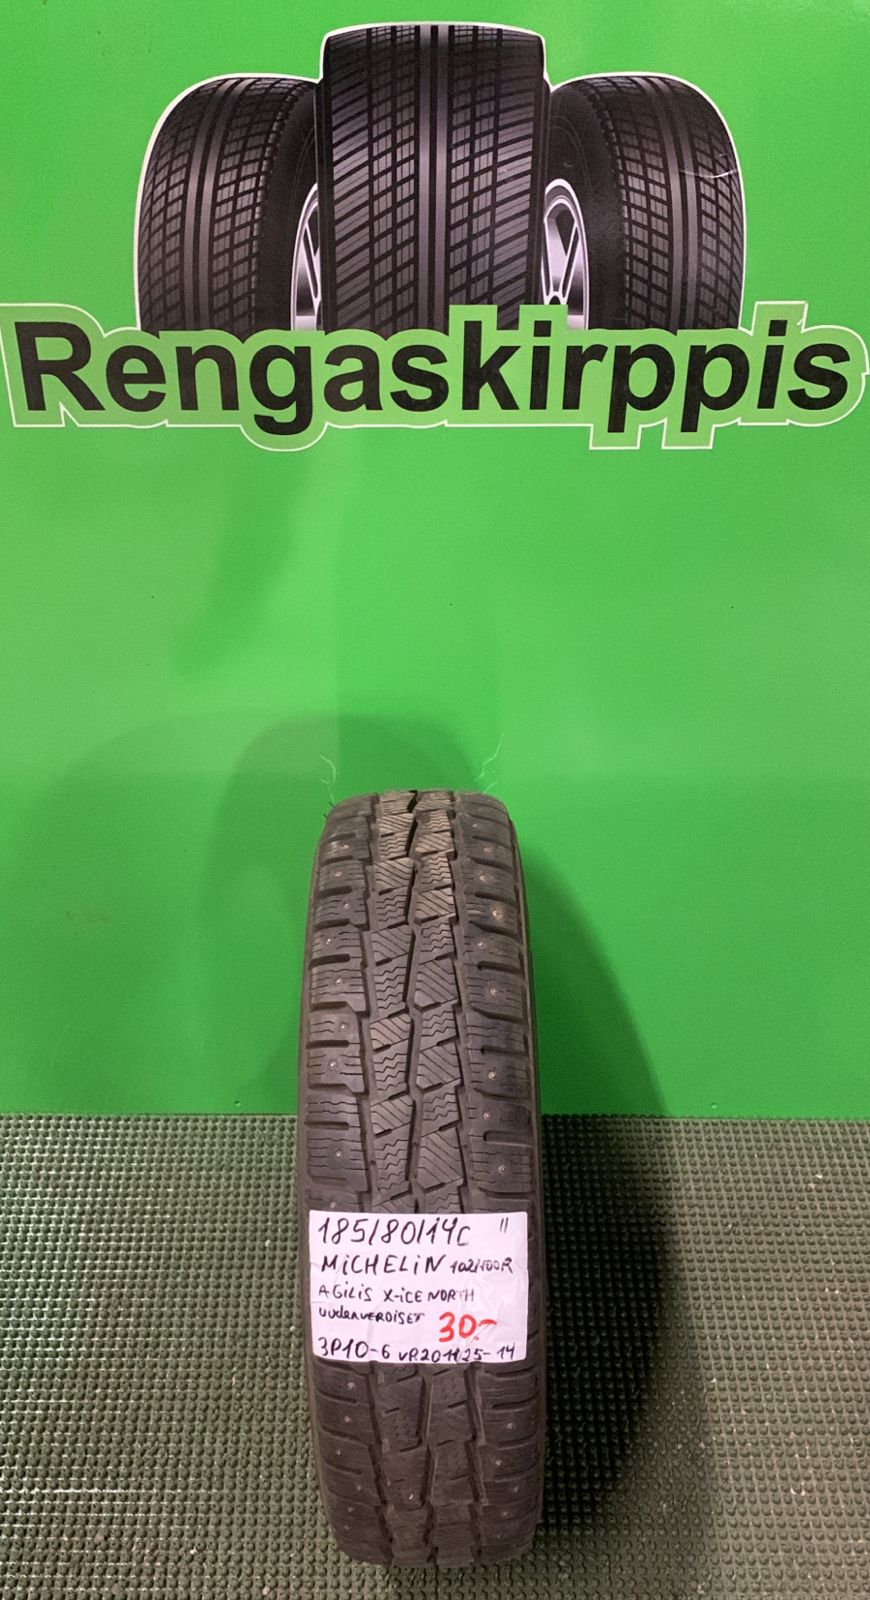 Rengaskirppis
185/80/14C "
MiCHELiN 102/100R
AGiLiS X-iCE NORTH
UUdENVEROiSET 30,-
3P10-6 VR201125-14